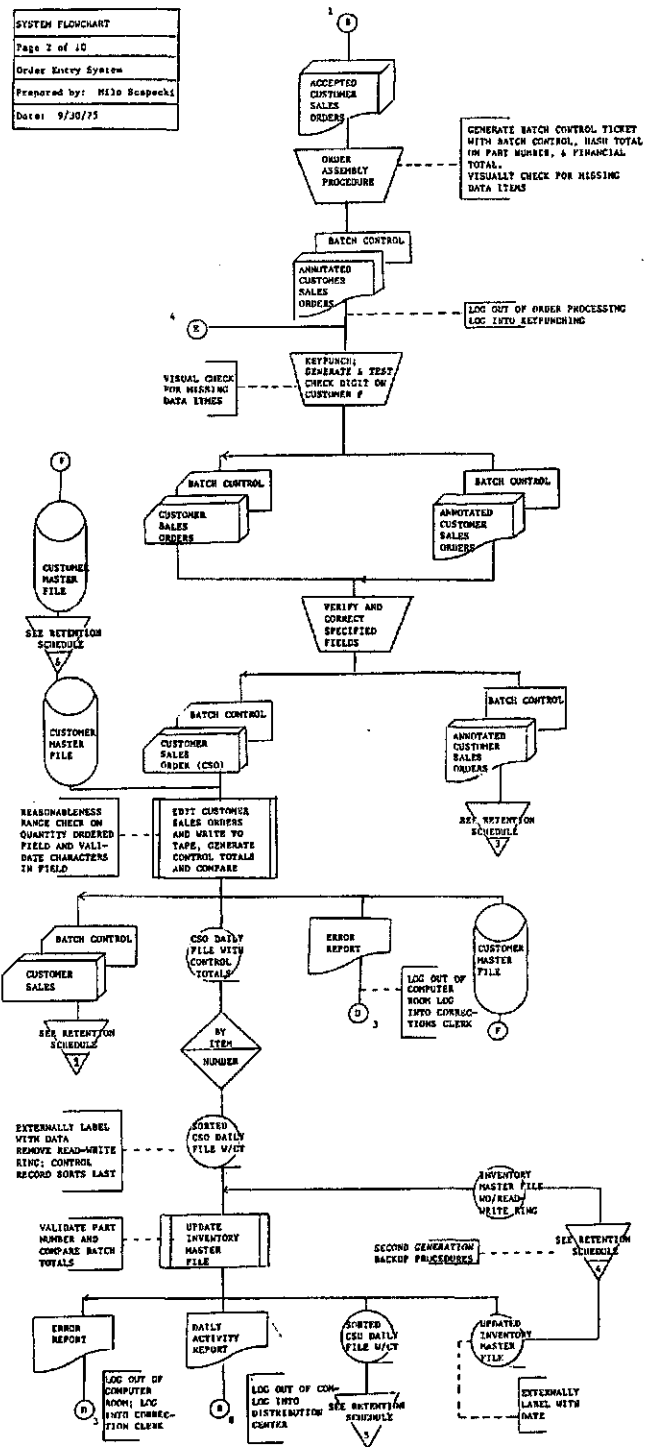 SYSTEM FLOWCHART
Page 2 of 10
Order Entry System
Prepared by: Milo
Date: 9/30/75
1
B
ACCEPTED
CUSTOMER
SALES
ORDERS
ORDER
ASSEMBLY
PROCEDURE
GENERATE BATCH CONTROL TICKET
WITH BATCH CONTROL, HASH TOTAL
ON PART NUMBER, & FINANCIAL
TOTAL.
VISUALLY CHECK FOR MISSING
DATA ITEMS
BATCH CONTROL
ANNOTATED
CUSTOMER
SALES
ORDERS
4
E
LOG OUT OF ORDER PROCESSING
LOG INTO KEYPUNCHING
VISUAL CHECK
FOR MISSING
DATA ITEMS
KEYPUNCH;
GENERATE & TEST
CHECK DIGIT ON
CUSTOMER #
F
BATCH CONTROL
CUSTOMER
SALES
ORDERS
BATCH CONTROL
ANNOTATED
CUSTOMER
SALES
ORDERS
CUSTOMER
MASTER
FILE
VERIFY AND
CORRECT
SPECIFIED
FIELDS
SEE RETENTION
SCHEDULE
6
CUSTOMER
MASTER
FILE
BATCH CONTROL
CUSTOMER
SALES
ORDER (CSO)
BATCH CONTROL
ANNOTATED
CUSTOMER
SALES
ORDERS
SEE RETENTION
SCHEDULE
3
REASONABLENESS
RANGE CHECK ON
QUANTITY ORDERED
FIELD AND VALI-
DATE CHARACTERS
IN FIELD
EDIT CUSTOMER
SALES ORDERS
AND WRITE TO
TAPE, GENERATE
CONTROL TOTALS
AND COMPARE
BATCH CONTROL
CUSTOMER
SALES
SEE RETENTION
SCHEDULE
CSO DAILY
FILE WITH
CONTROL
TOTALS
ERROR
REPORT
D 3
LOG OUT OF
COMPUTER
ROOM LOG
INTO CORREC-
TIONS CLERK
CUSTOMER
MASTER
FILE
F
BY
ITEM
NUMBER
EXTERNALLY LABEL
WITH DATA
REMOVE READ-WRITE
RING; CONTROL
RECORD SORTS LAST
SORTED
CSO DAILY
FILE W/CT
INVENTORY
MASTER FILE
WO/READ-
WRITE RING
VALIDATE PART
NUMBER AND
COMPARE BATCH
TOTALS
UPDATE
INVENTORY
MASTER
FILE
SECOND GENERATION
BACKUP PROCEDURES
SEE RETENTION
SCHEDULE
4
ERROR
REPORT
DAILY
ACTIVITY
REPORT
SORTED
CSO DAILY
FILE W/CT
UPDATED
INVENTORY
MASTER
FILE
D 3
LOG OUT OF
COMPUTER
ROOM; LOG
INTO CORREC-
TION CLERK
LOG OUT OF COM-
LOG INTO
DISTRIBUTION
CENTER
SEE RETENTION
SCHEDULE
5
EXTERNALLY
LABEL WITH
DATE